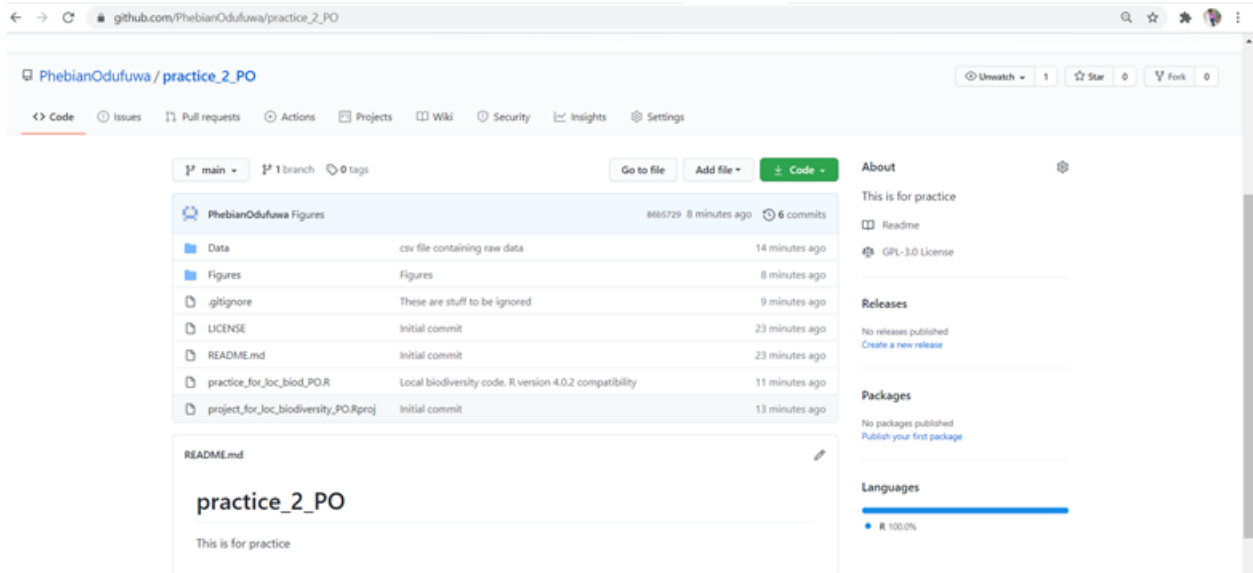 github.com/PhebianOdufuwa/practice_2_PO
PhebianOdufuwa / practice_2_PO
Unwatch 1 Star 0 Fork 0
<> Code Issues Pull requests Actions Projects Wiki Security Insights Settings
main 1 branch 0 tags Go to file Add file Code
PhebianOdufuwa Figures 86b5729 8 minutes ago 6 commits
Data csv file containing raw data 14 minutes ago
Figures Figures 8 minutes ago
.gitignore These are stuff to be ignored 9 minutes ago
LICENSE Initial commit 23 minutes ago
README.md Initial commit 23 minutes ago
practice_for_loc_biod_PO.R Local biodiversity code. R version 4.0.2 compatibility 11 minutes ago
project_for_loc_biodiversity_PO.Rproj Initial commit 13 minutes ago
README.md
practice_2_PO
This is for practice
About
This is for practice
Readme
GPL-3.0 License
Releases
No releases published
Create a new release
Packages
No packages published
Publish your first package
Languages
R 100.0%